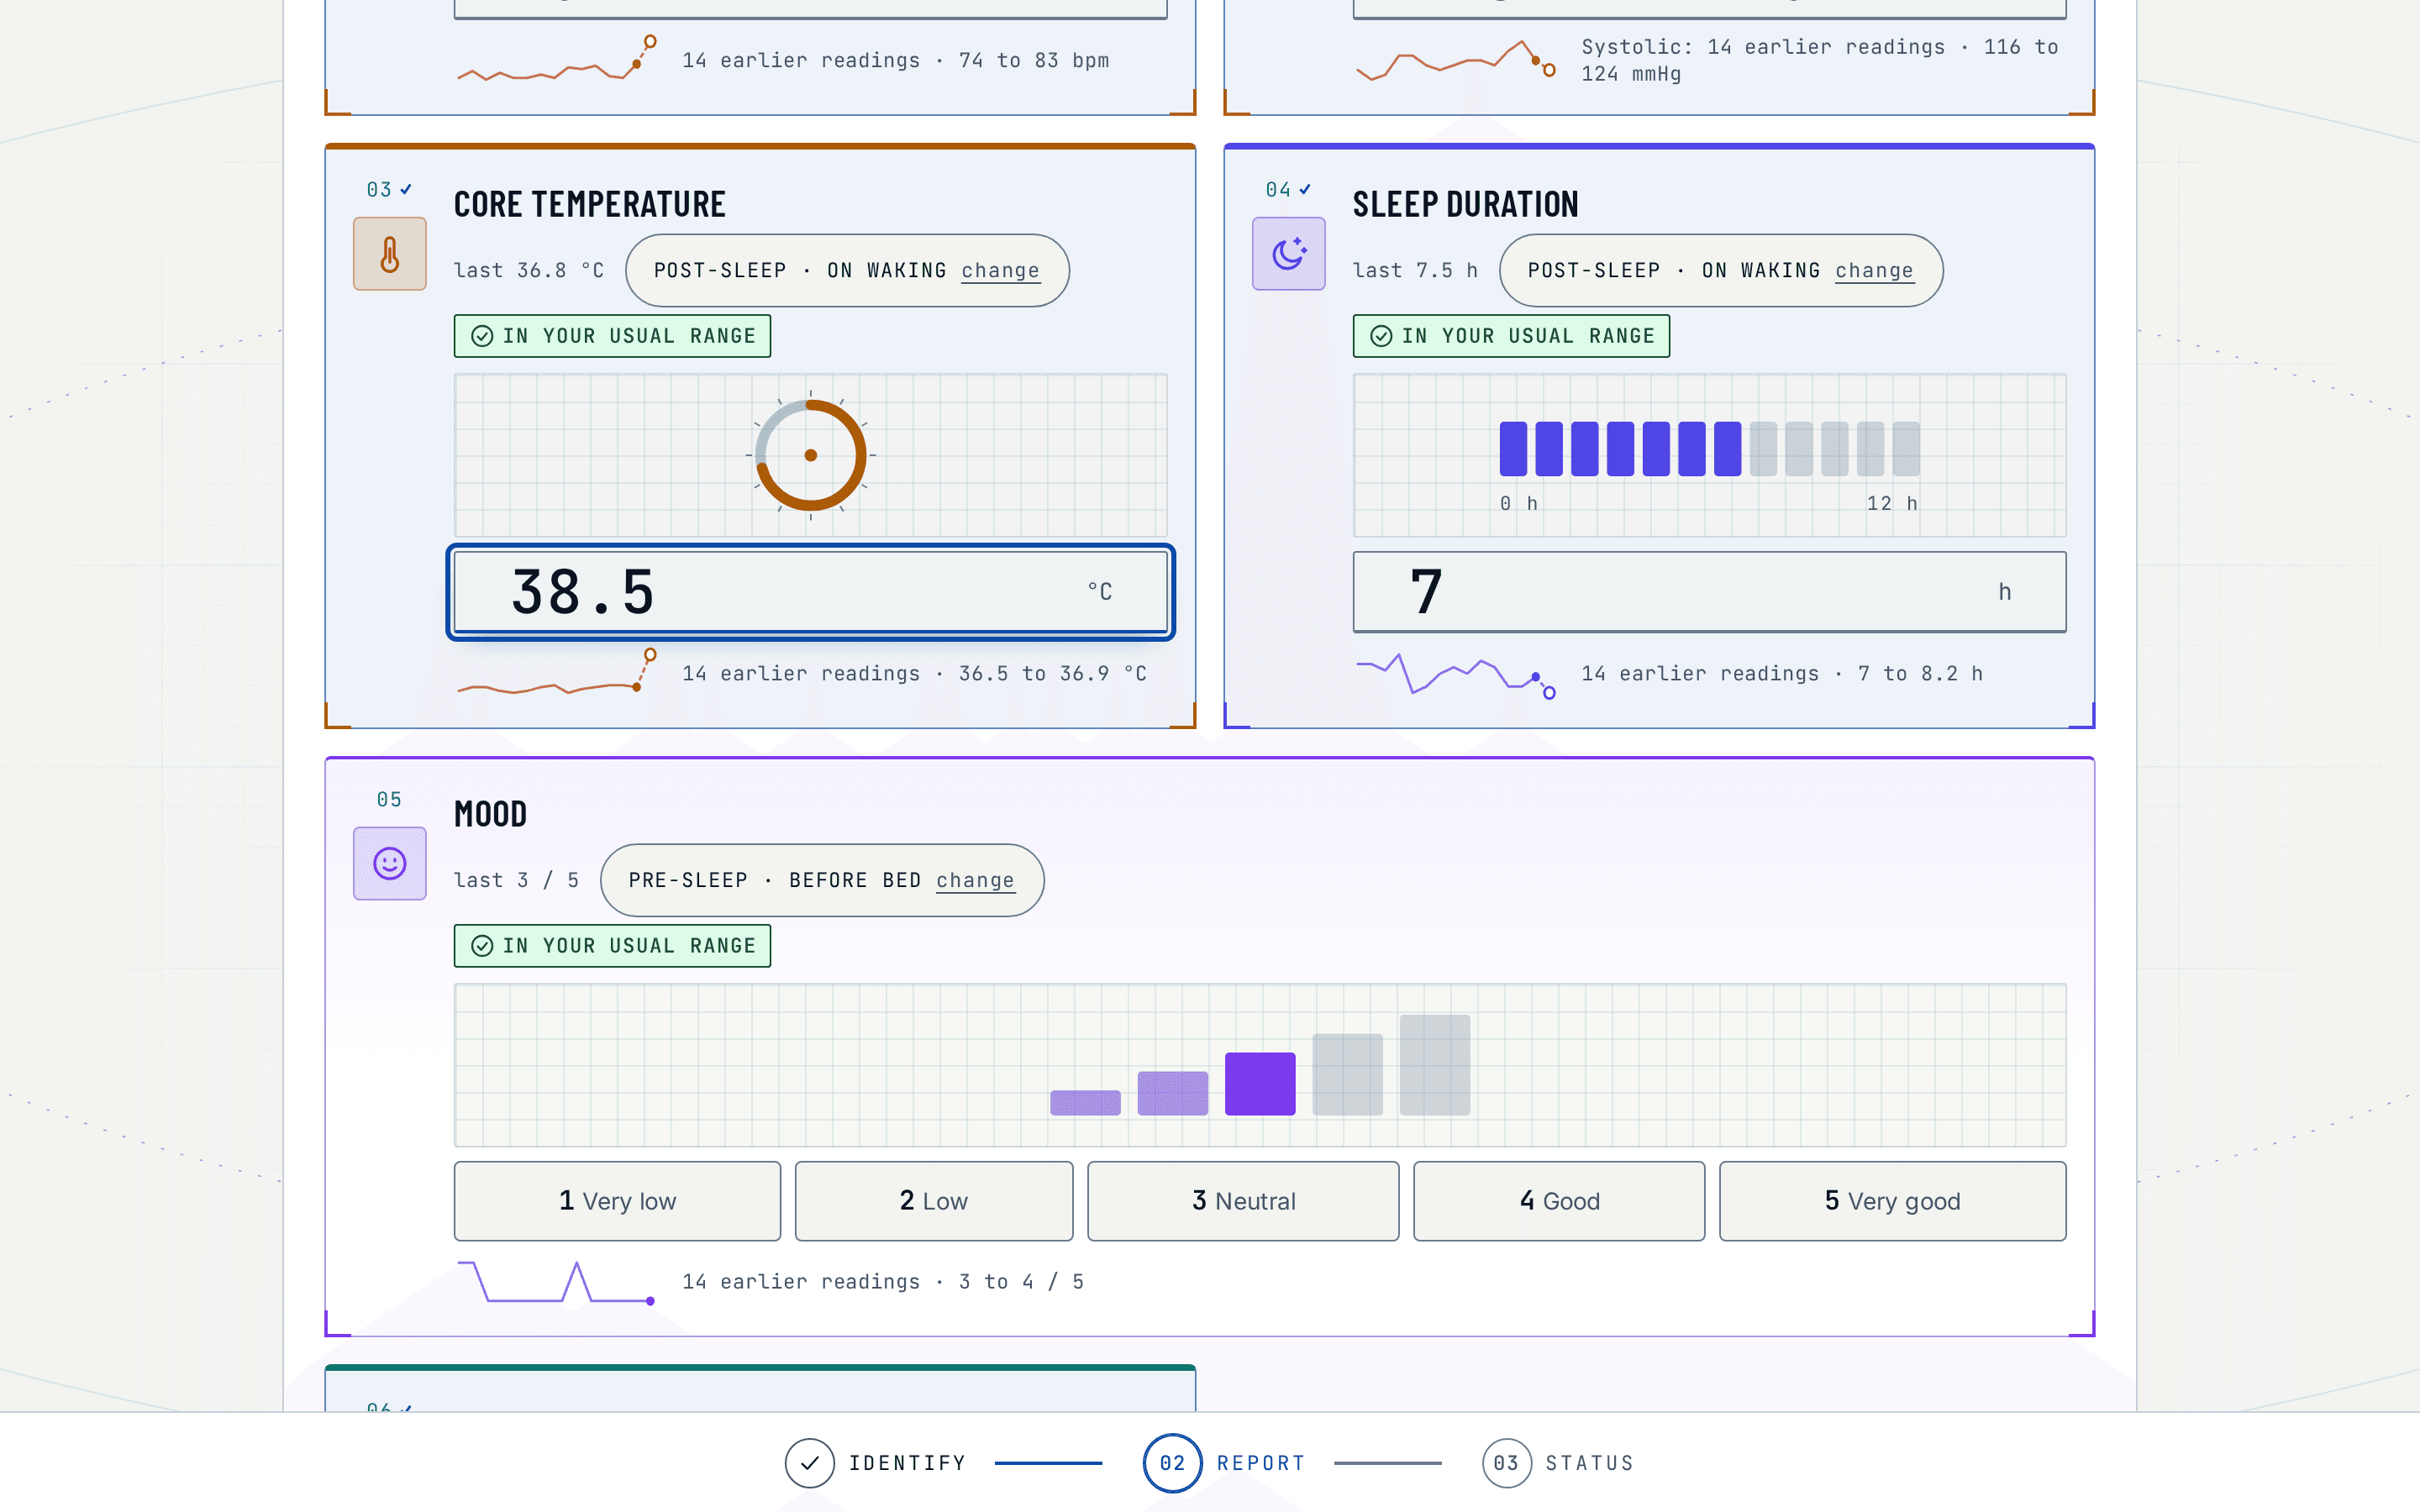 14 earlier readings · 74 to 83 bpm
Systolic: 14 earlier readings · 116 to
124 mmHg
03
CORE TEMPERATURE
last 36.8 °C
POST-SLEEP · ON WAKING change
IN YOUR USUAL RANGE
38.5 °C
14 earlier readings · 36.5 to 36.9 °C
04
SLEEP DURATION
last 7.5 h
POST-SLEEP · ON WAKING change
IN YOUR USUAL RANGE
0 h 12 h
7 h
14 earlier readings · 7 to 8.2 h
05
MOOD
last 3 / 5
PRE-SLEEP · BEFORE BED change
IN YOUR USUAL RANGE
1 Very low
2 Low
3 Neutral
4 Good
5 Very good
14 earlier readings · 3 to 4 / 5
06
IDENTIFY
02 REPORT
03 STATUS